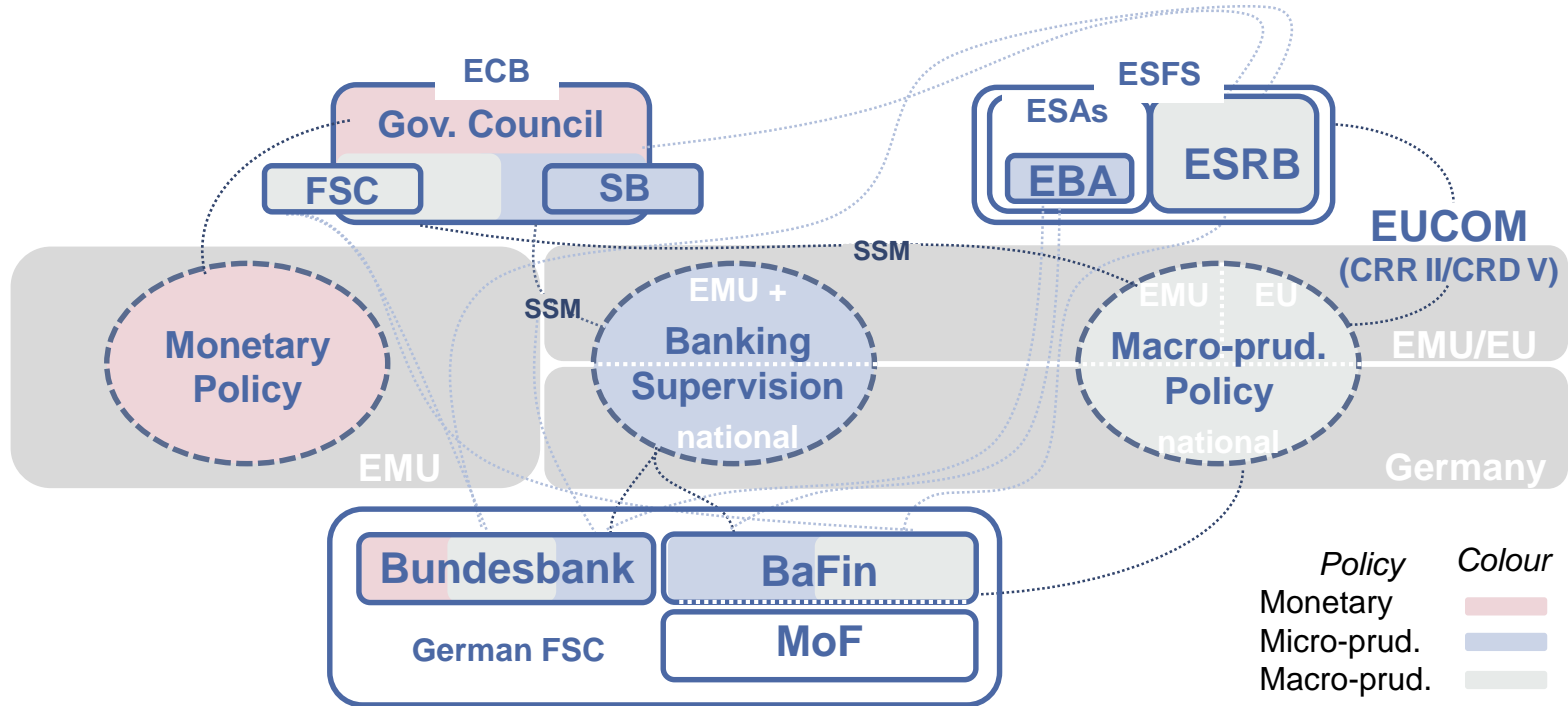 ECB
Gov. Council
FSC
SB
ESFS
ESAs
EBA
ESRB
EUCOM
(CRR II/CRD V)
SSM
SSM
Monetary
Policy
EMU
EMU +
Banking
Supervision
national
EMU
EU
Macro-prud.
Policy
national
EMU/EU
Germany
Bundesbank
BaFin
German FSC
MoF
Policy Colour
Monetary
Micro-prud.
Macro-prud.